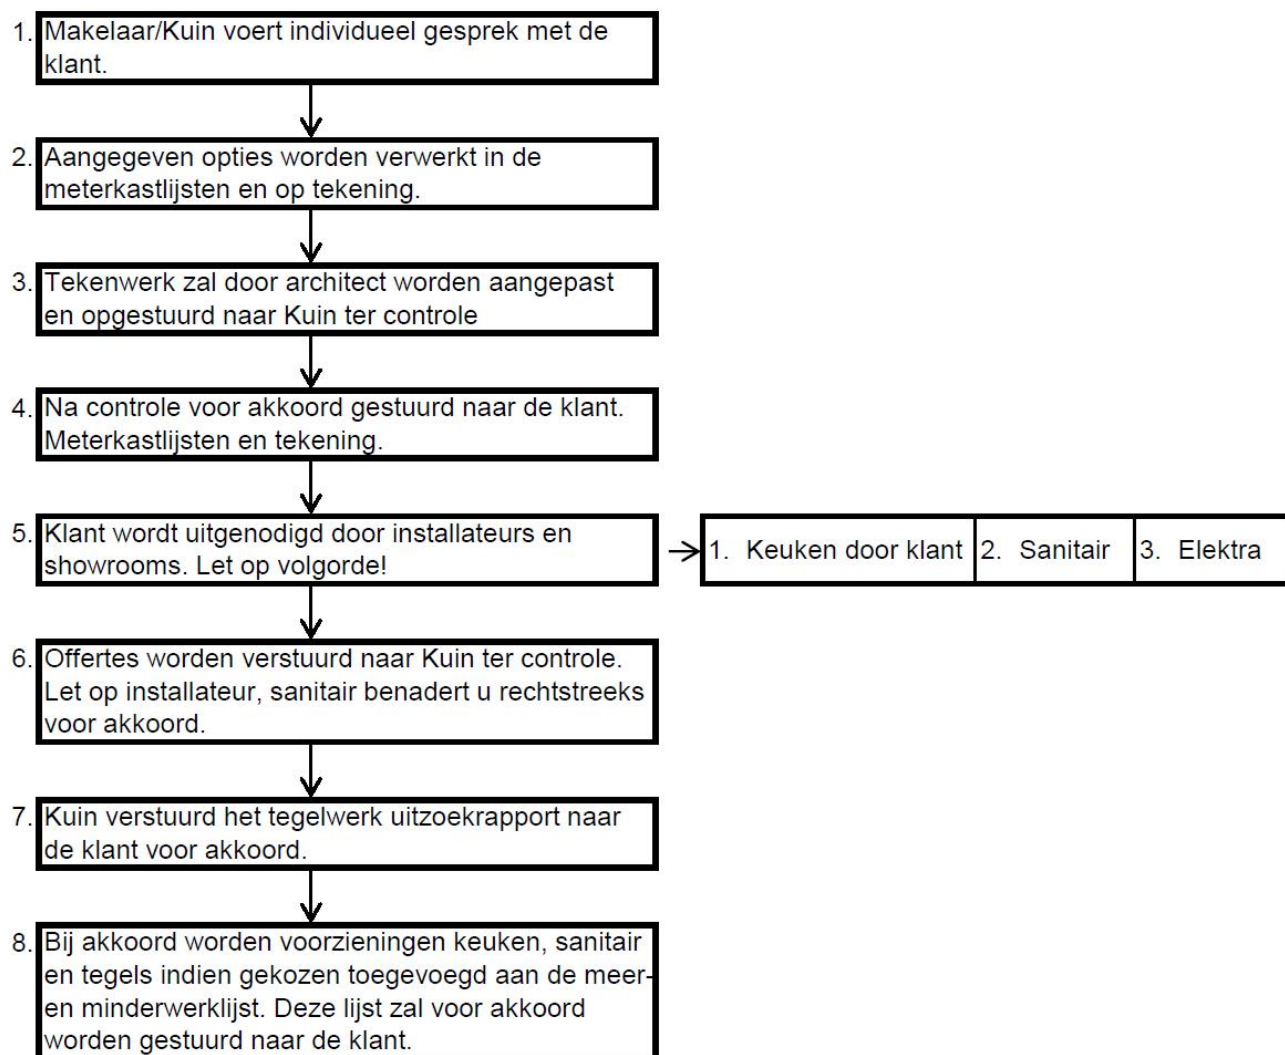 1. Makelaar/Kuin voert individueel gesprek met de
klant.
2. Aangegeven opties worden verwerkt in de
meterkastlijsten en op tekening.
3. Tekenwerk zal door architect worden aangepast
en opgestuurd naar Kuin ter controle
4. Na controle voor akkoord gestuurd naar de klant.
Meterkastlijsten en tekening.
5. Klant wordt uitgenodigd door installateurs en
showrooms. Let op volgorde!
1. Keuken door klant 2. Sanitair 3. Elektra
6. Offertes worden verstuurd naar Kuin ter controle.
Let op installateur, sanitair benadert u rechtstreeks
voor akkoord.
7. Kuin verstuurd het tegelwerk uitzoekrapport naar
de klant voor akkoord.
8. Bij akkoord worden voorzieningen keuken, sanitair
en tegels indien gekozen toegevoegd aan de meer-
en minderwerklijst. Deze lijst zal voor akkoord
worden gestuurd naar de klant.